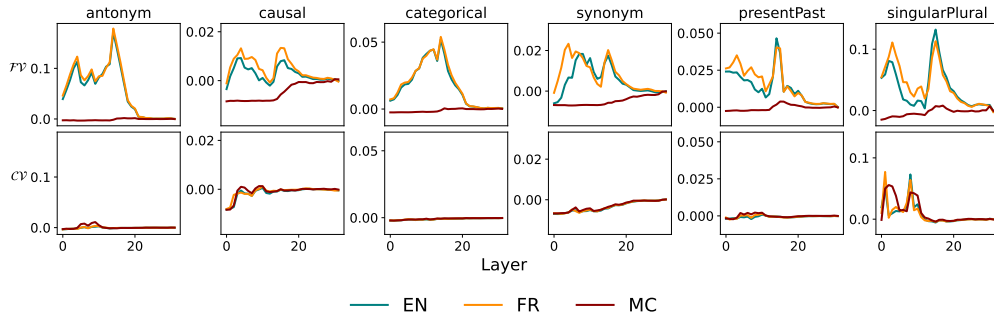 antonym causal categorical synonym presentPast singularPlural
FV 0.1 0.0 0.02 0.00 0.05 0.00 0.02 0.00 0.050 0.025 0.000 0.1 0.0
CV 0.1 0.0 0.02 0.00 0.05 0.00 0.02 0.00 0.050 0.025 0.000 0.1 0.0
0 20 0 20 0 20 0 20 0 20 0 20
Layer
EN FR MC